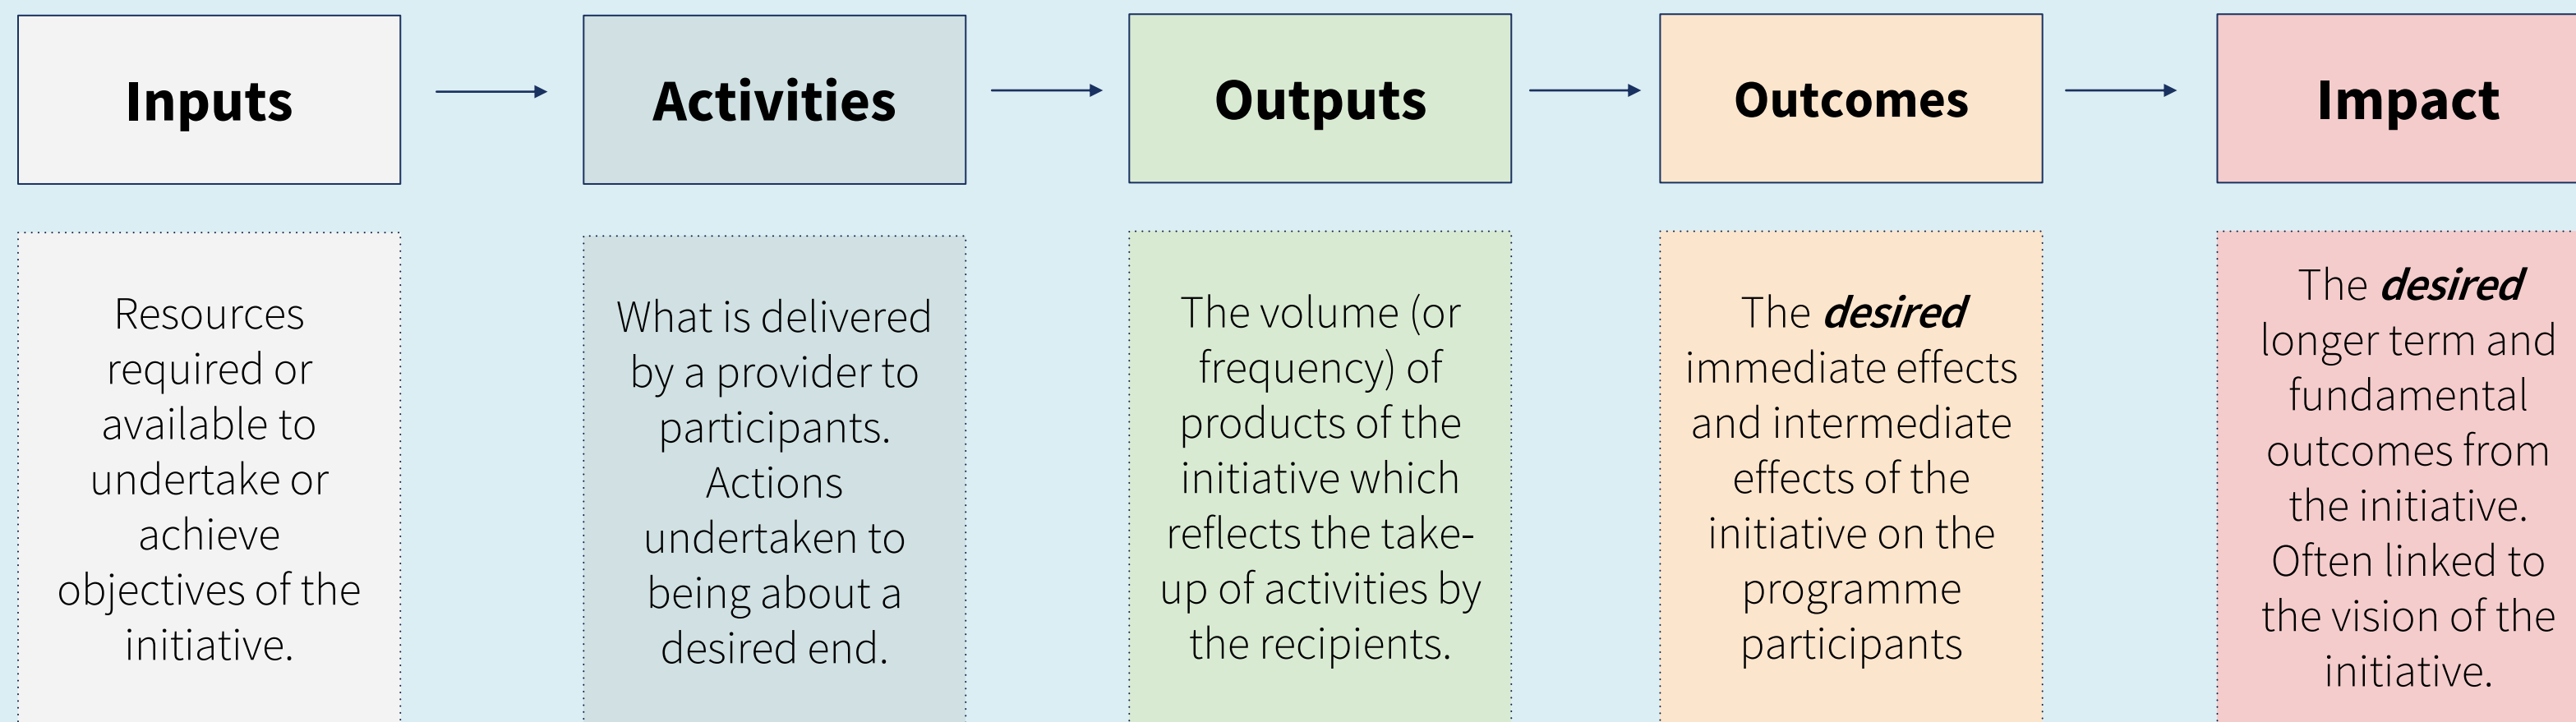 Inputs
Activities
Outputs
Outcomes
Impact
Resources
required or
available to
undertake or
achieve
objectives of the
initiative.
What is delivered
by a provider to
participants.
Actions
undertaken to
being about a
desired end.
The volume (or
frequency) of
products of the
initiative which
reflects the take-
up of activities by
the recipients.
The desired
immediate effects
and intermediate
effects of the
initiative on the
programme
participants
The desired
longer term and
fundamental
outcomes from
the initiative.
Often linked to
the vision of the
initiative.